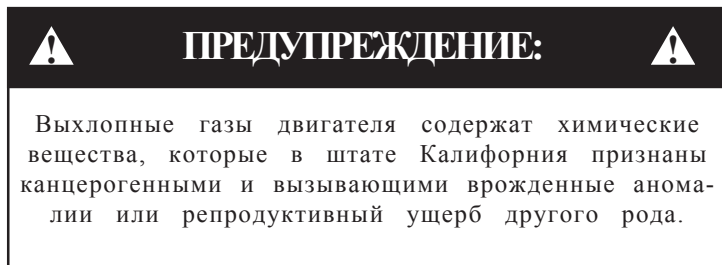 ПРЕДУПРЕЖДЕНИЕ:
Выхлопные газы двигателя содержат химические
вещества, которые в штате Калифорния признаны
канцерогенными и вызывающими врожденные анома-
лии или репродуктивный ущерб другого рода.